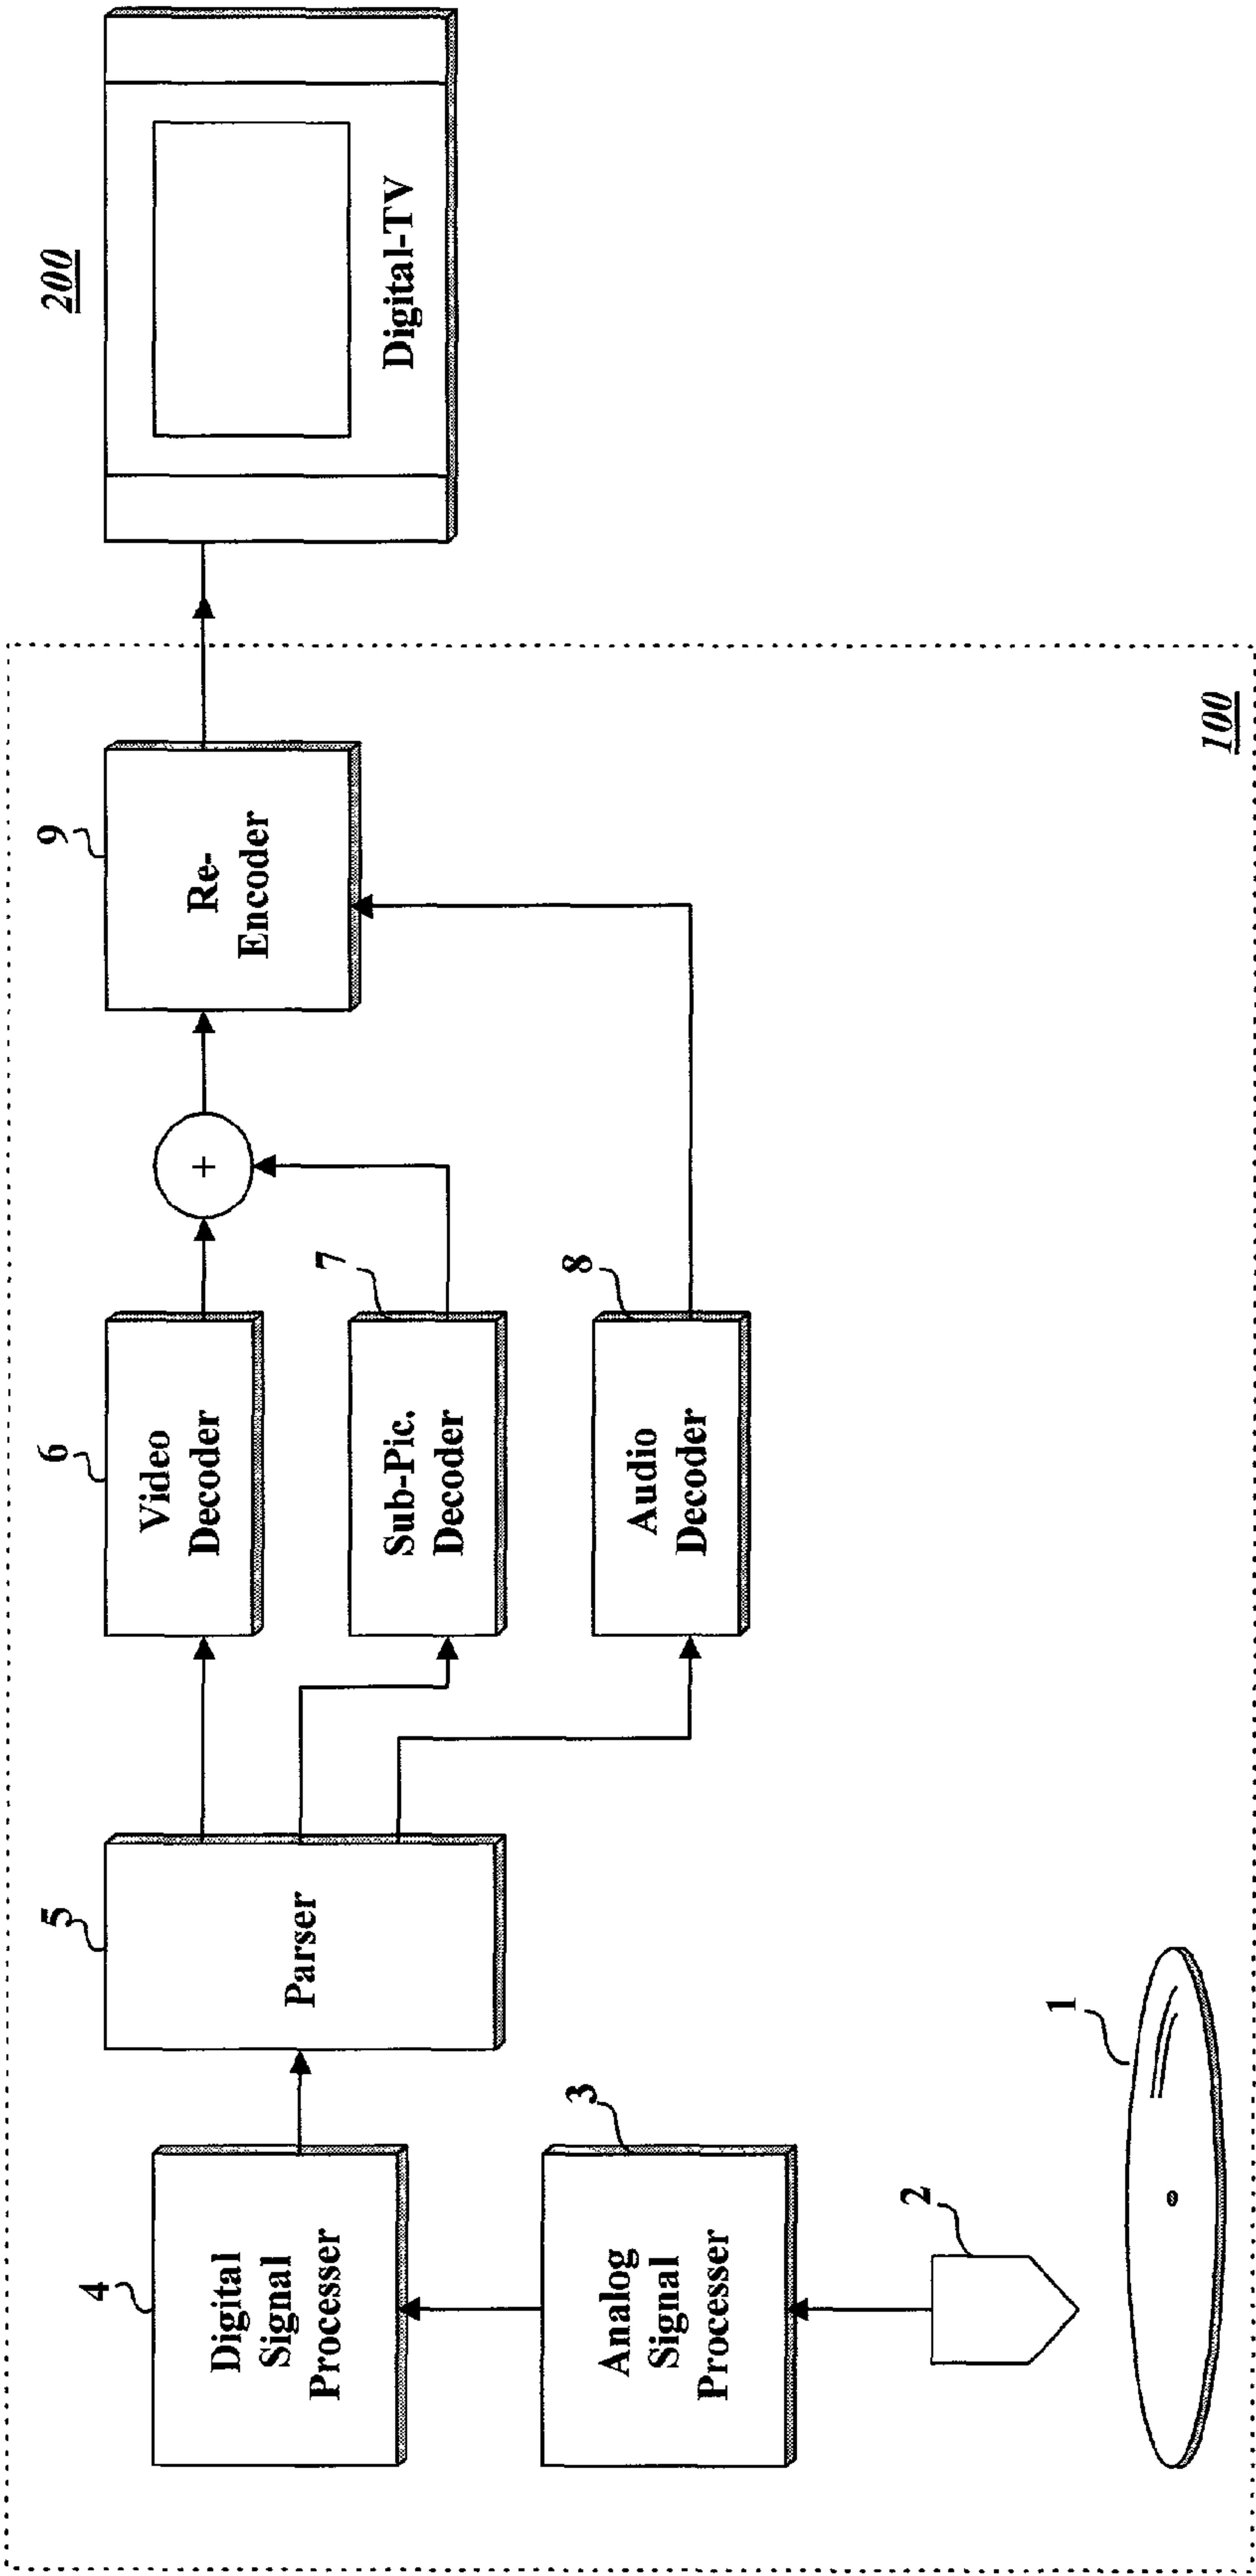 200
Digital-TV
9
Re-
Encoder
+
6
Video
Decoder
7
Sub-Pic.
Decoder
8
Audio
Decoder
5
Parser
4
Digital
Signal
Processer
3
Analog
Signal
Processer
2
1
100